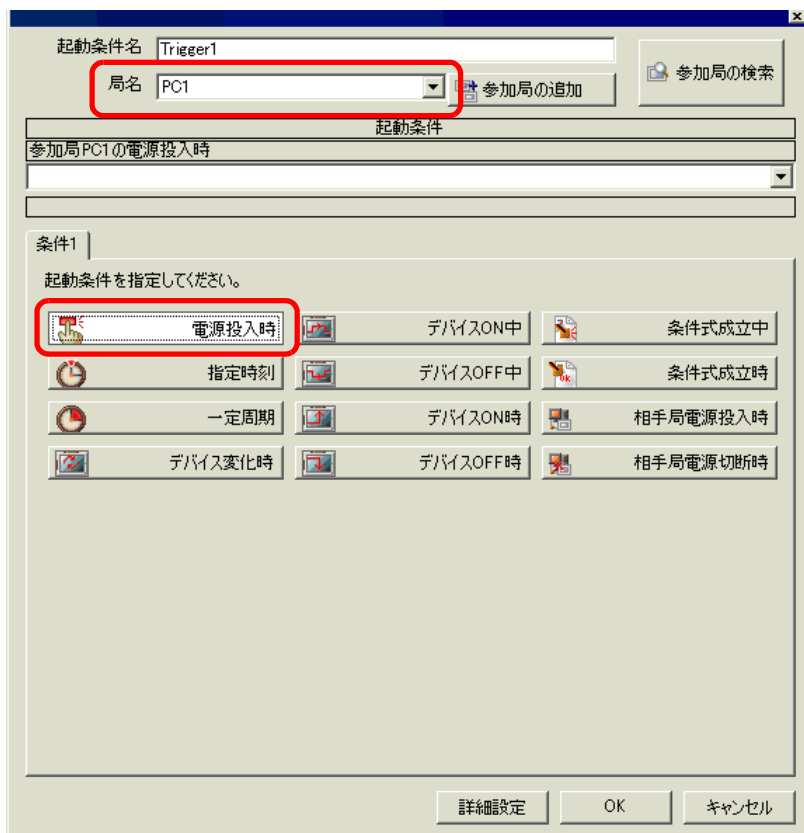 起動条件名 Trigger1
局名 PC1 参加局の追加 参加局の検索
起動条件
参加局PC1の電源投入時
条件1
起動条件を指定してください。
電源投入時 デバイスON中 条件式成立中
指定時刻 デバイスOFF中 条件式成立時
一定周期 デバイスON時 相手局電源投入時
デバイス変化時 デバイスOFF時 相手局電源切断時
詳細設定 OK キャンセル